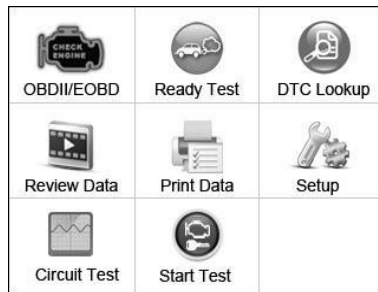 CHECK
ENGINE
OBDII/EOBD
Ready Test
DTC Lookup
Review Data
Print Data
Setup
Circuit Test
Start Test